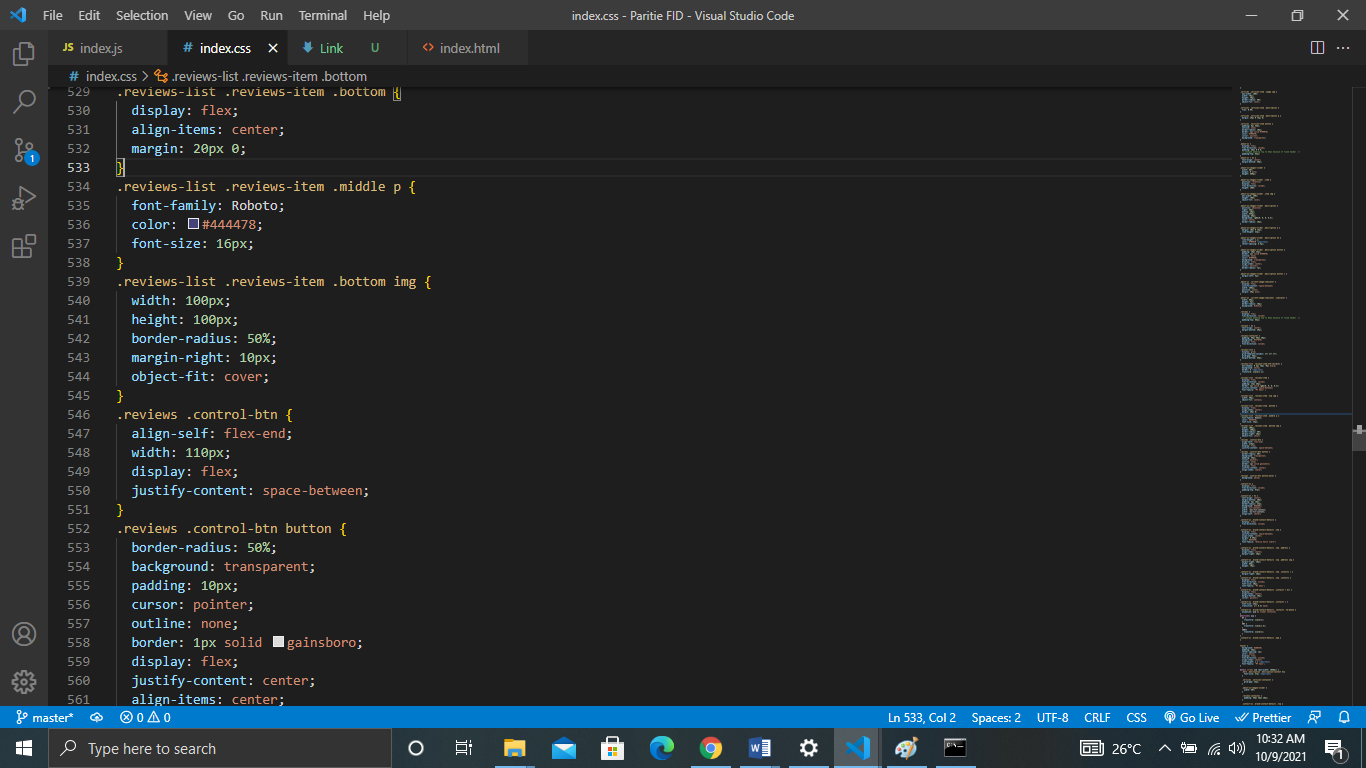 File Edit Selection View Go Run Terminal Help index.css - Paritie FID - Visual Studio Code
JS index.js # index.css Link U <> index.html
# index.css > .reviews-list .reviews-item .bottom
529 .reviews-list .reviews-item .bottom {
530 display: flex;
531 align-items: center;
532 margin: 20px 0;
533 }
534 .reviews-list .reviews-item .middle p {
535 font-family: Roboto;
536 color: #444478;
537 font-size: 16px;
538 }
539 .reviews-list .reviews-item .bottom img {
540 width: 100px;
541 height: 100px;
542 border-radius: 50%;
543 margin-right: 10px;
544 object-fit: cover;
545 }
546 .reviews .control-btn {
547 align-self: flex-end;
548 width: 110px;
549 display: flex;
550 justify-content: space-between;
551 }
552 .reviews .control-btn button {
553 border-radius: 50%;
554 background: transparent;
555 padding: 10px;
556 cursor: pointer;
557 outline: none;
558 border: 1px solid gainsboro;
559 display: flex;
560 justify-content: center;
561 align-items: center;
1
master* 0 0 Ln 533, Col 2 Spaces: 2 UTF-8 CRLF CSS Go Live Prettier
Type here to search 26°C 10:32 AM
10/9/2021 1